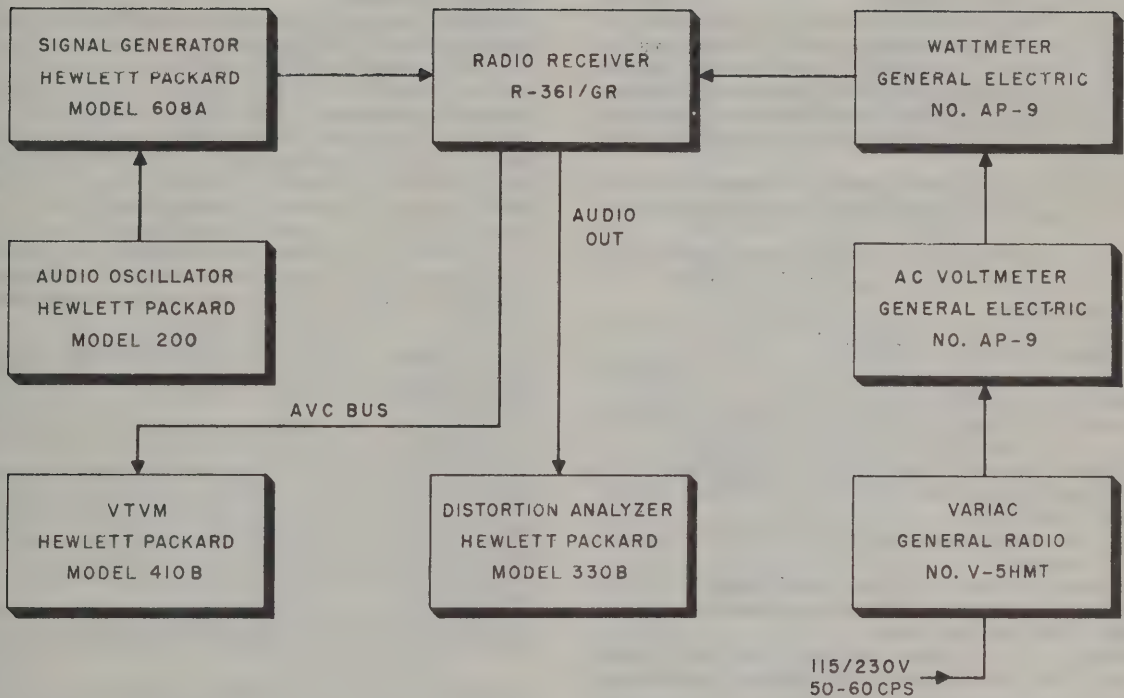 SIGNAL GENERATOR
HEWLETT PACKARD
MODEL 608A
RADIO RECEIVER
R-361/GR
WATTMETER
GENERAL ELECTRIC
NO. AP-9
AUDIO
OUT
AUDIO OSCILLATOR
HEWLETT PACKARD
MODEL 200
AC VOLTMETER
GENERAL ELECTRIC
NO. AP-9
AVC BUS
VTVM
HEWLETT PACKARD
MODEL 410B
DISTORTION ANALYZER
HEWLETT PACKARD
MODEL 330B
VARIAC
GENERAL RADIO
NO. V-5HMT
115/230V
50-60CPS